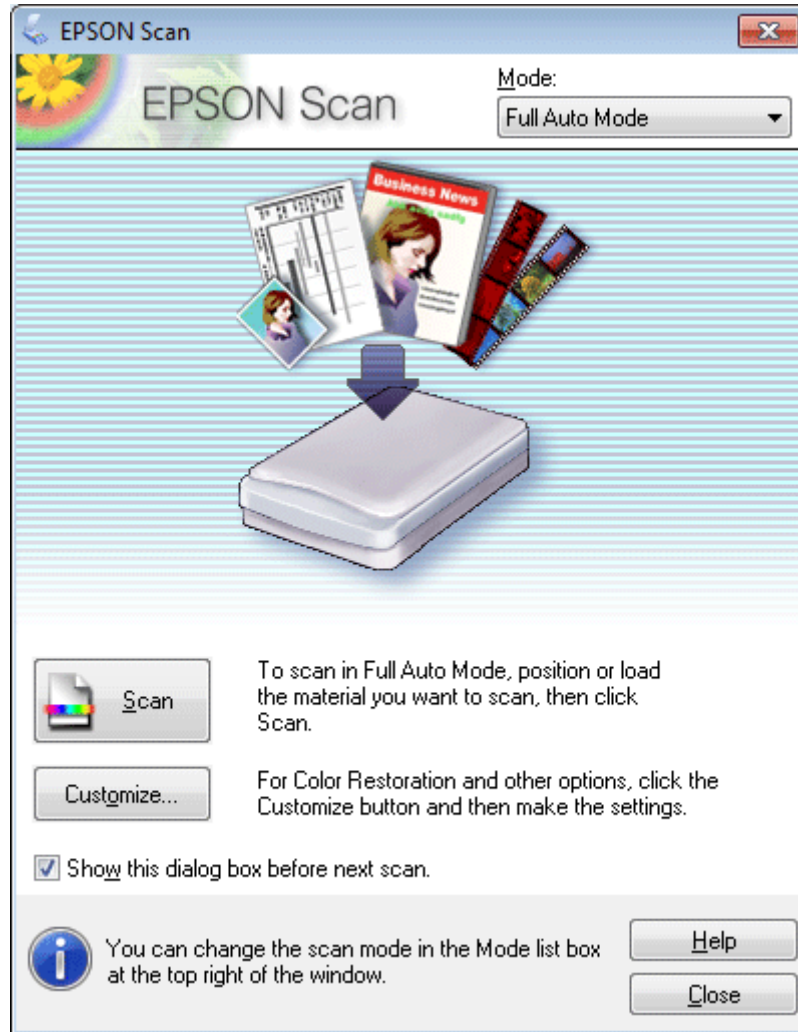 EPSON Scan
EPSON Scan
Mode:
Full Auto Mode
Business News
Scan
To scan in Full Auto Mode, position or load
the material you want to scan, then click
Scan.
Customize...
For Color Restoration and other options, click the
Customize button and then make the settings.
Show this dialog box before next scan.
You can change the scan mode in the Mode list box
at the top right of the window.
Help
Close